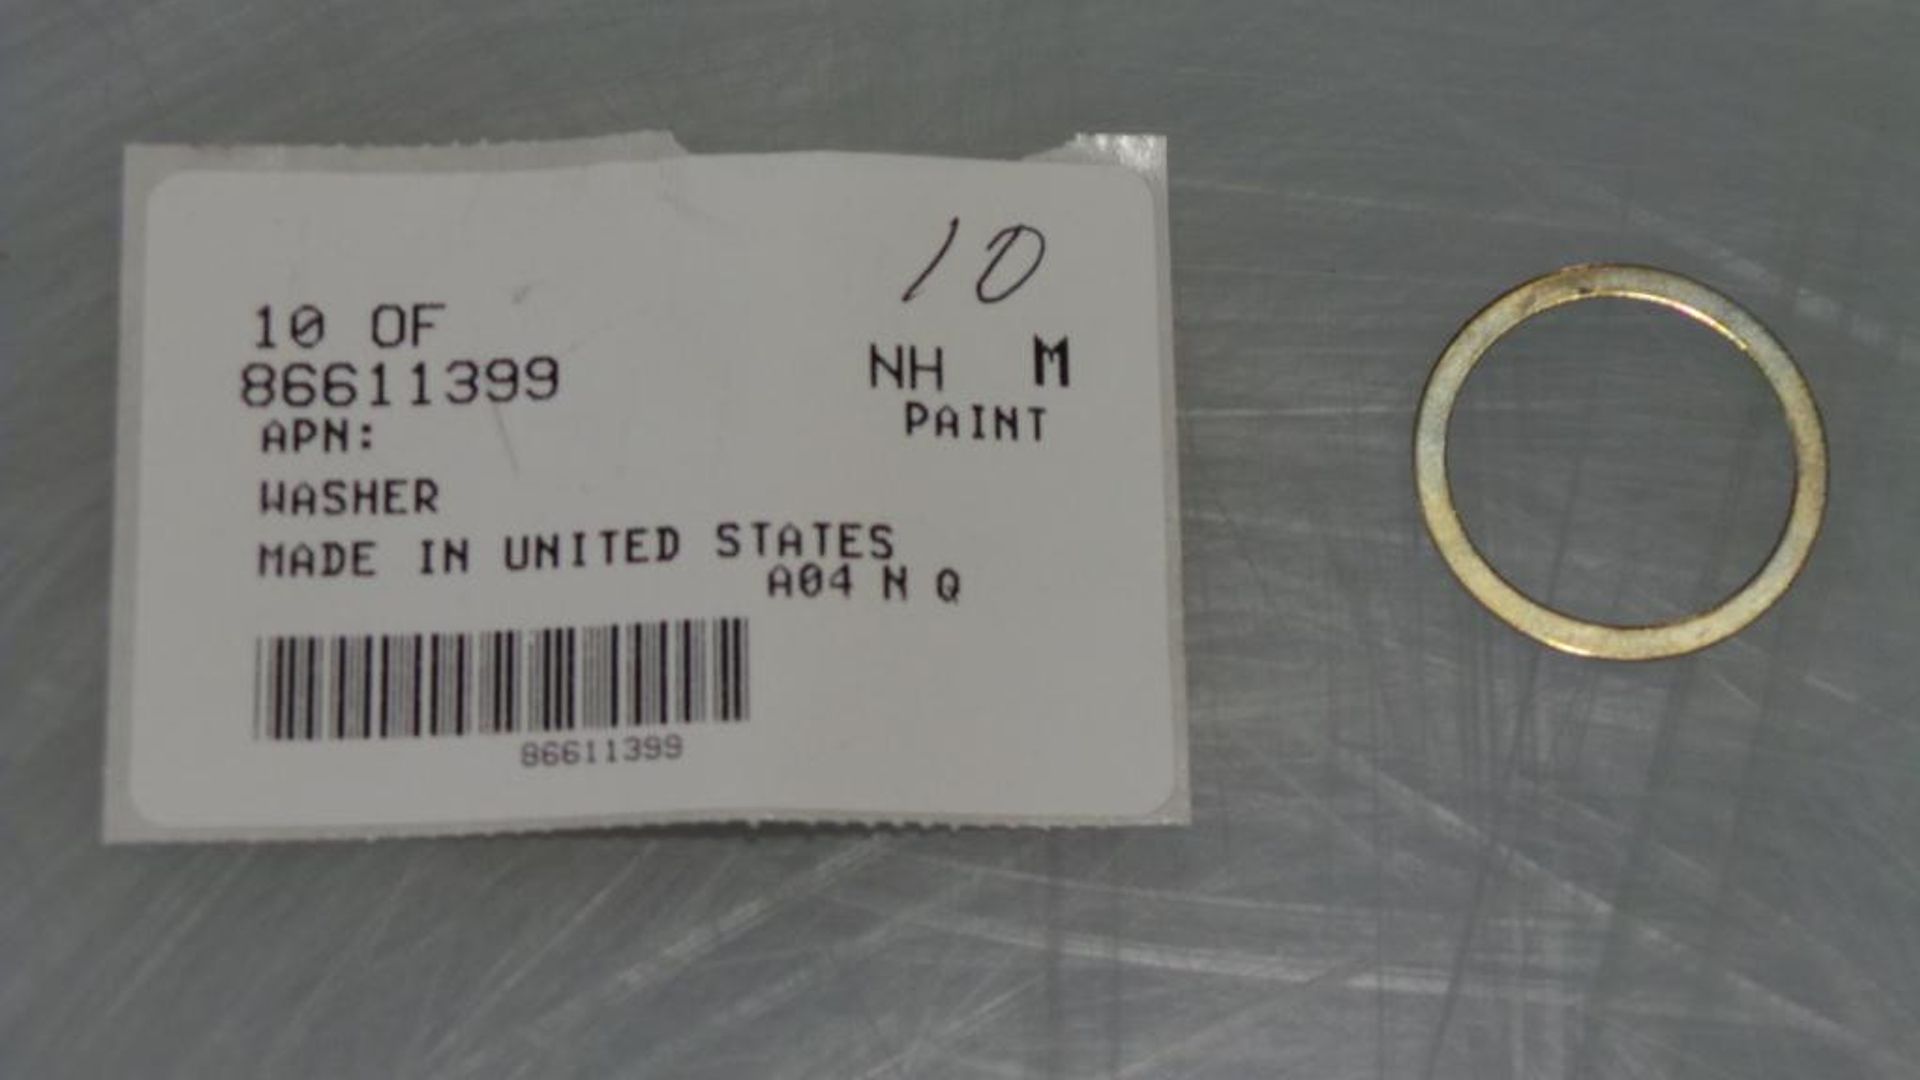 10
10 OF
86611399
NH M
APN:
PAINT
WASHER
MADE IN UNITED STATES
A04 N Q
86611399